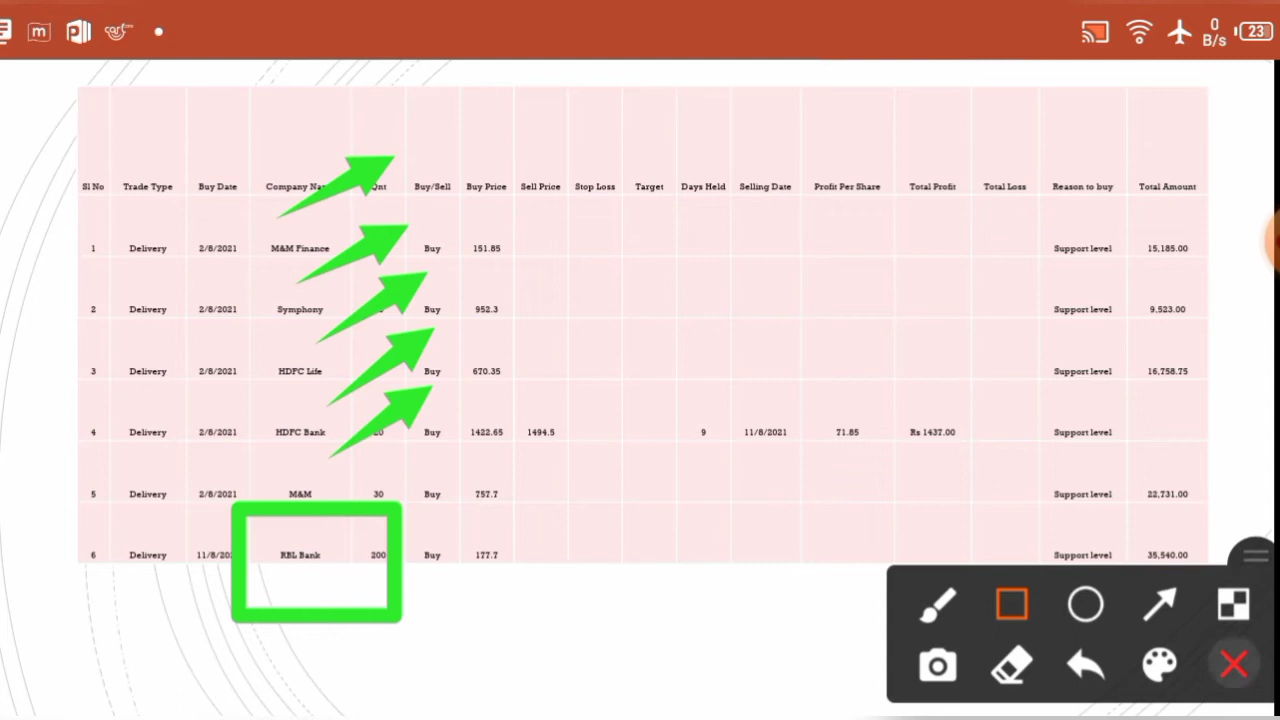 m
cart
0
B/s
23
Sl No Trade Type Buy Date Company Qnt Buy/Sell Buy Price Sell Price Stop Loss Target Days Held Selling Date Profit Per Share Total Profit Total Loss Reason to buy Total Amount
1 Delivery 2/8/2021 M&M Finance Buy 151.85 Support level 15,185.00
2 Delivery 2/8/2021 Symphony Buy 952.3 Support level 9,523.00
3 Delivery 2/8/2021 HDFC Life Buy 670.35 Support level 16,758.75
4 Delivery 2/8/2021 HDFC Bank Buy 1422.65 1494.5 9 11/8/2021 71.85 Rs 1437.00 Support level
5 Delivery 2/8/2021 M&M 30 Buy 757.7 Support level 22,731.00
6 Delivery RBL Bank 200 Buy 177.7 Support level 35,540.00